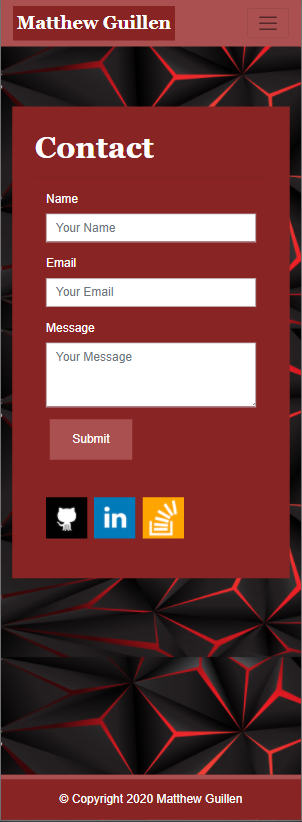 Matthew Guillen
Contact
Name
Your Name
Email
Your Email
Message
Your Message
Submit
in
© Copyright 2020 Matthew Guillen